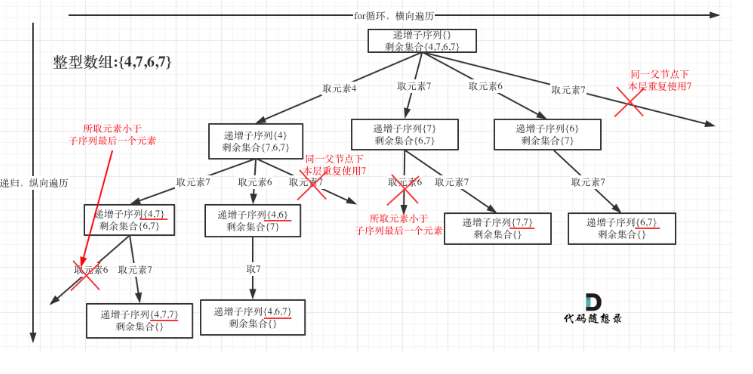 for循环、横向遍历
递增子序列{}
剩余集合{4,7,6,7}
整型数组:{4,7,6,7}
取元素4
取元素7
取元素6
取元素7
同一父节点下
本层重复使用7
所取元素小于
子序列最后一个元素
递增子序列{4}
剩余集合{7,6,7}
递增子序列{7}
剩余集合{6,7}
递增子序列{6}
剩余集合{7}
同一父节点下
本层重复使用7
递归、纵向遍历
取元素7
取元素6
取元素7
取元素6
取元素7
取元素7
递增子序列{4,7}
剩余集合{6,7}
递增子序列{4,6}
剩余集合{7}
所取元素小于
子序列最后一个元素
递增子序列{7,7}
剩余集合{}
递增子序列{6,7}
剩余集合{}
取元素6
取元素7
取7
递增子序列{4,7,7}
剩余集合{}
递增子序列{4,6,7}
剩余集合{}
代码随想录